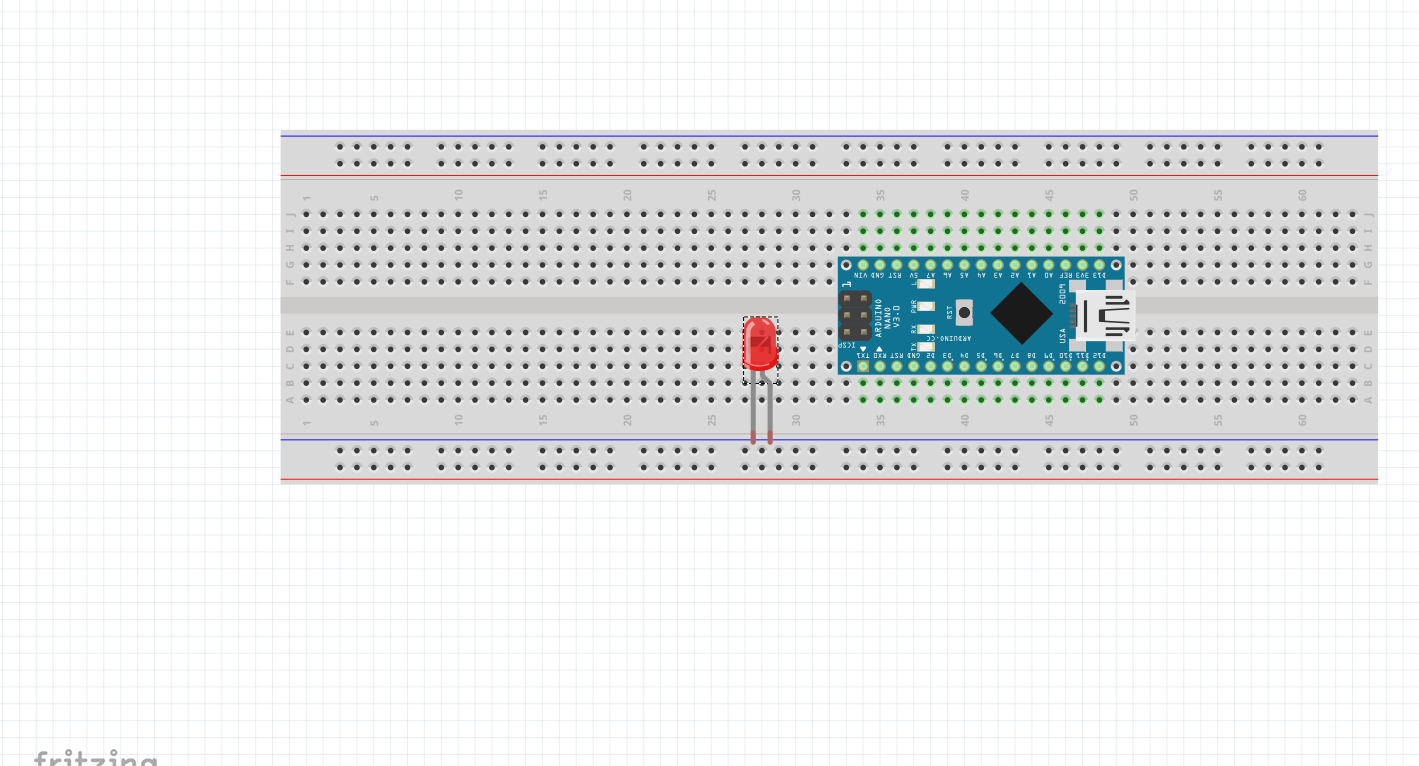 1 5 10 15 20 25 30 35 40 45 50 55 60
J J
I I
H H
G G
F F
VIN GND RST 5V A7 A6 A5 A4 A3 A2 A1 A0 REF 3V3 D13
1
L
PWR
RX
TX
ARDUINO
NANO
V3.0
RST
2009
USA
ARDUINO.CC
ICSP
TX1 RX0 RST GND D2 D3 D4 D5 D6 D7 D8 D9 D10 D11 D12
E E
D D
C C
B B
A A
1 5 10 15 20 25 30 35 40 45 50 55 60
fritzing